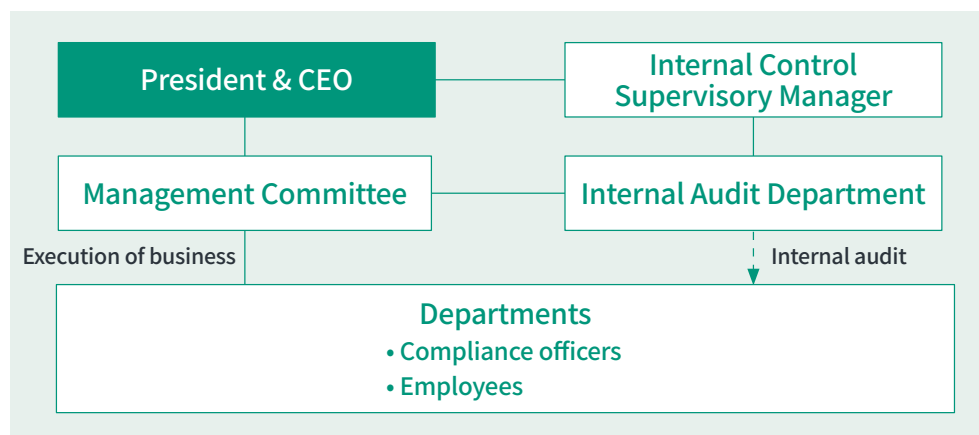 President & CEO
Internal Control
Supervisory Manager
Management Committee
Internal Audit Department
Execution of business
Internal audit
Departments
• Compliance officers
• Employees